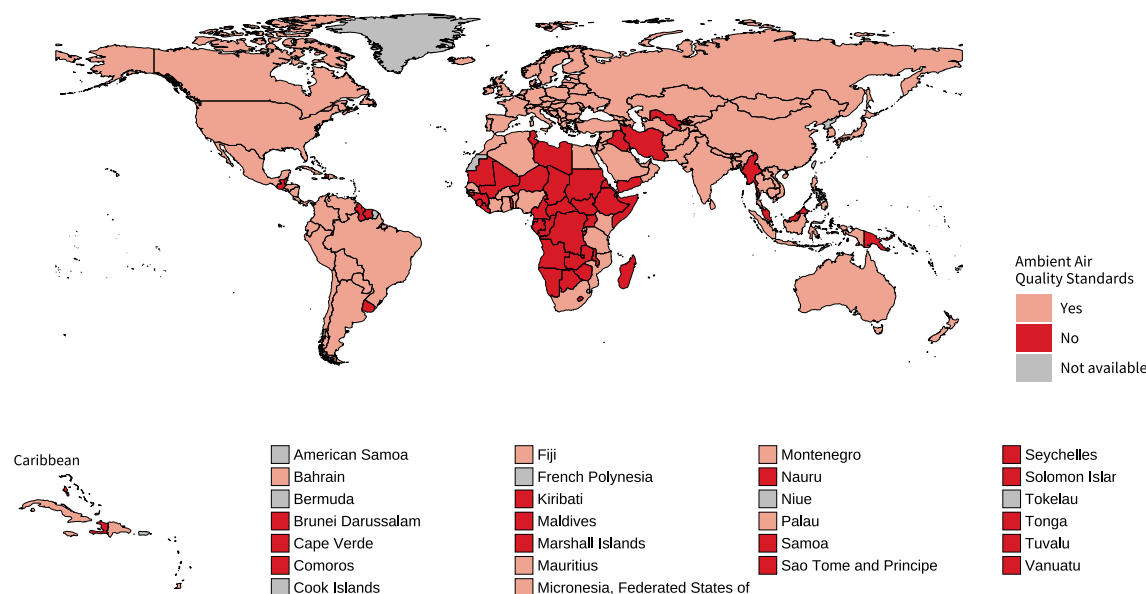 Ambient Air
Quality Standards
Yes
No
Not available
Caribbean
American Samoa
Bahrain
Bermuda
Brunei Darussalam
Cape Verde
Comoros
Cook Islands
Fiji
French Polynesia
Kiribati
Maldives
Marshall Islands
Mauritius
Micronesia, Federated States of
Montenegro
Nauru
Niue
Palau
Samoa
Sao Tome and Principe
Seychelles
Solomon Islar
Tokelau
Tonga
Tuvalu
Vanuatu